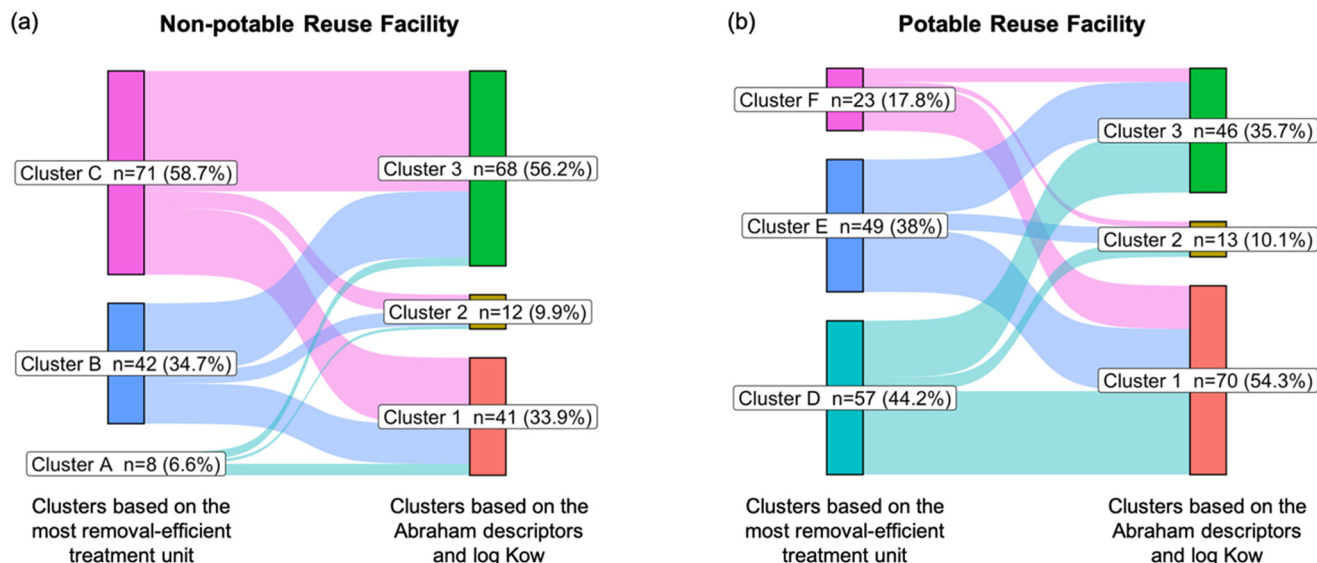 (a)
Non-potable Reuse Facility
Cluster C n=71 (58.7%)
Cluster 3 n=68 (56.2%)
Cluster 2 n=12 (9.9%)
Cluster B n=42 (34.7%)
Cluster 1 n=41 (33.9%)
Cluster A n=8 (6.6%)
Clusters based on the
most removal-efficient
treatment unit
Clusters based on the
Abraham descriptors
and log Kow
(b)
Potable Reuse Facility
Cluster F n=23 (17.8%)
Cluster 3 n=46 (35.7%)
Cluster E n=49 (38%)
Cluster 2 n=13 (10.1%)
Cluster D n=57 (44.2%)
Cluster 1 n=70 (54.3%)
Clusters based on the
most removal-efficient
treatment unit
Clusters based on the
Abraham descriptors
and log Kow